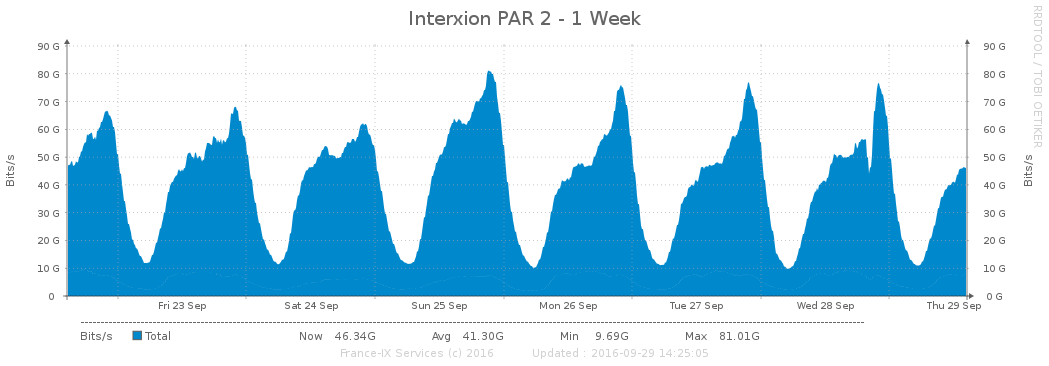 Interxion PAR 2 - 1 Week
RRDTOOL / TOBI OETIKER
90 G 90 G
80 G 80 G
70 G 70 G
60 G 60 G
50 G 50 G
40 G 40 G
30 G 30 G
20 G 20 G
10 G 10 G
0 0 G
Bits/s
Bits/s
Fri 23 Sep Sat 24 Sep Sun 25 Sep Mon 26 Sep Tue 27 Sep Wed 28 Sep Thu 29 Sep
Bits/s Total Now 46.34G Avg 41.30G Min 9.69G Max 81.01G
France-IX Services (c) 2016 Updated : 2016-09-29 14:25:05